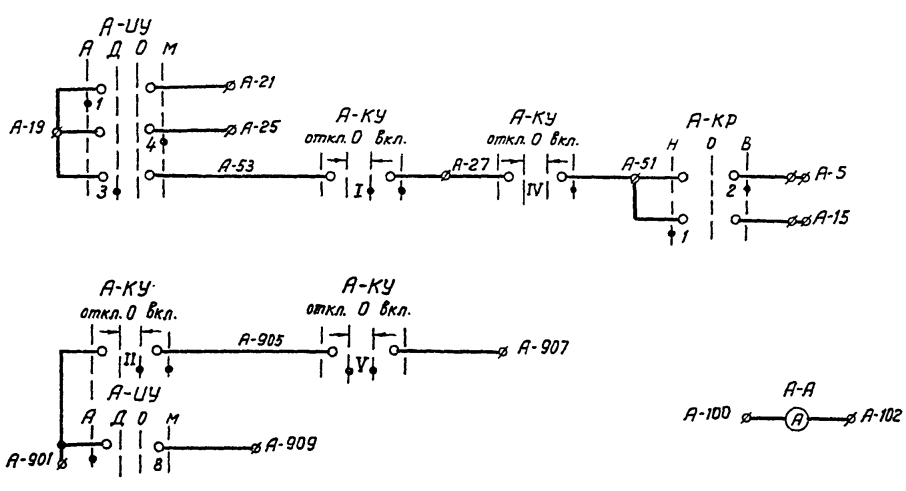 А-ИУ
А Д О М
А-21
1
А-19
А-25
4
А-53
3
А-КУ
откл. О вкл.
I
А-27
А-КУ
откл. О вкл.
IV
А-51
А-КР
Н О В
2
А-5
1
А-15
А-КУ
откл. О вкл.
II
А-905
А-КУ
откл. О вкл.
V
А-907
А-ИУ
А Д О М
8
А-909
А-901
А-А
А-100
А
А-102